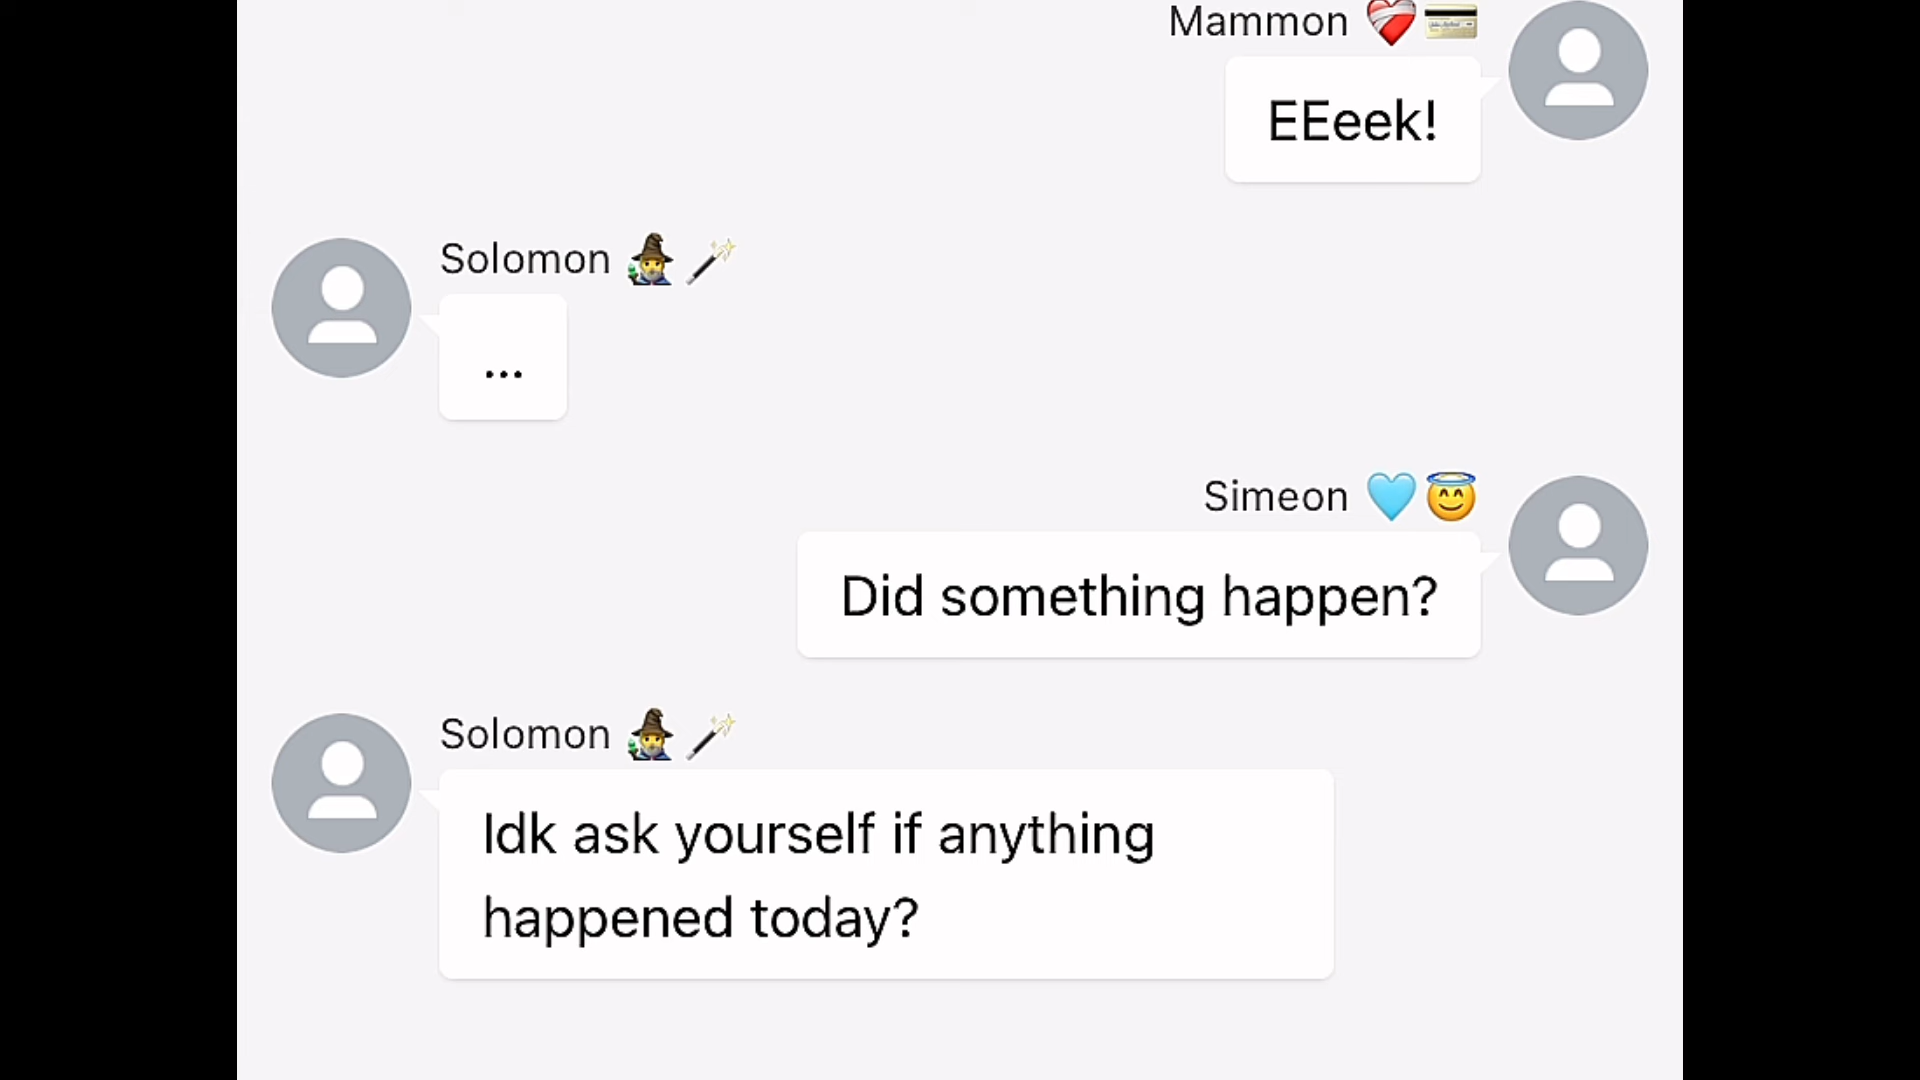 Mammon ❤️‍🩹💳
EEeek!
Solomon 🧙‍♂️🪄
...
Simeon 🩵😇
Did something happen?
Solomon 🧙‍♂️🪄
Idk ask yourself if anything
happened today?